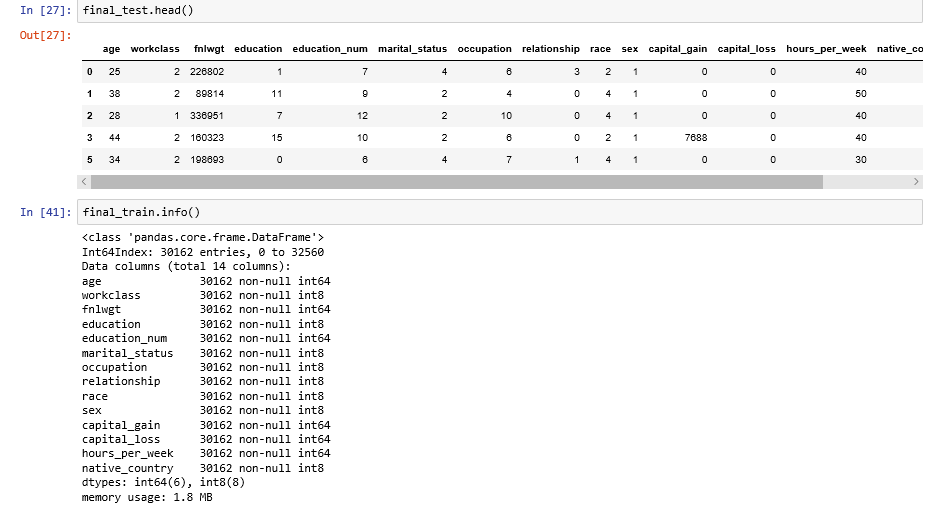 In [27]: final_test.head()
Out[27]:
age workclass fnlwgt education education_num marital_status occupation relationship race sex capital_gain capital_loss hours_per_week native_co
0 25 2 226802 1 7 4 6 3 2 1 0 0 40
1 38 2 89814 11 9 2 4 0 4 1 0 0 50
2 28 1 336951 7 12 2 10 0 4 1 0 0 40
3 44 2 160323 15 10 2 6 0 2 1 7688 0 40
5 34 2 198693 0 6 4 7 1 4 1 0 0 30
In [41]: final_train.info()
<class 'pandas.core.frame.DataFrame'>
Int64Index: 30162 entries, 0 to 32560
Data columns (total 14 columns):
age 30162 non-null int64
workclass 30162 non-null int8
fnlwgt 30162 non-null int64
education 30162 non-null int8
education_num 30162 non-null int64
marital_status 30162 non-null int8
occupation 30162 non-null int8
relationship 30162 non-null int8
race 30162 non-null int8
sex 30162 non-null int8
capital_gain 30162 non-null int64
capital_loss 30162 non-null int64
hours_per_week 30162 non-null int64
native_country 30162 non-null int8
dtypes: int64(6), int8(8)
memory usage: 1.8 MB